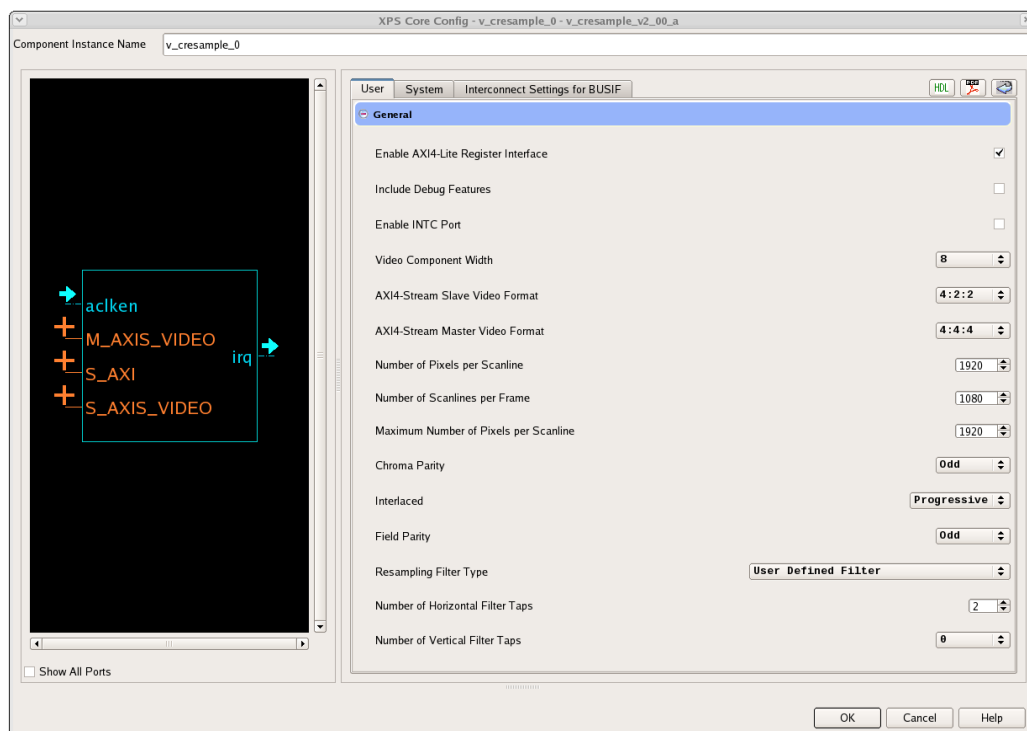 XPS Core Config - v_cresample_0 - v_cresample_v2_00_a
Component Instance Name v_cresample_0
User System Interconnect Settings for BUSIF HDL PDF
General
Enable AXI4-Lite Register Interface
Include Debug Features
Enable INTC Port
Video Component Width 8
AXI4-Stream Slave Video Format 4:2:2
AXI4-Stream Master Video Format 4:4:4
Number of Pixels per Scanline 1920
Number of Scanlines per Frame 1080
Maximum Number of Pixels per Scanline 1920
Chroma Parity Odd
Interlaced Progressive
Field Parity Odd
Resampling Filter Type User Defined Filter
Number of Horizontal Filter Taps 2
Number of Vertical Filter Taps 0
aclken
M_AXIS_VIDEO
irq
S_AXI
S_AXIS_VIDEO
Show All Ports
OK Cancel Help